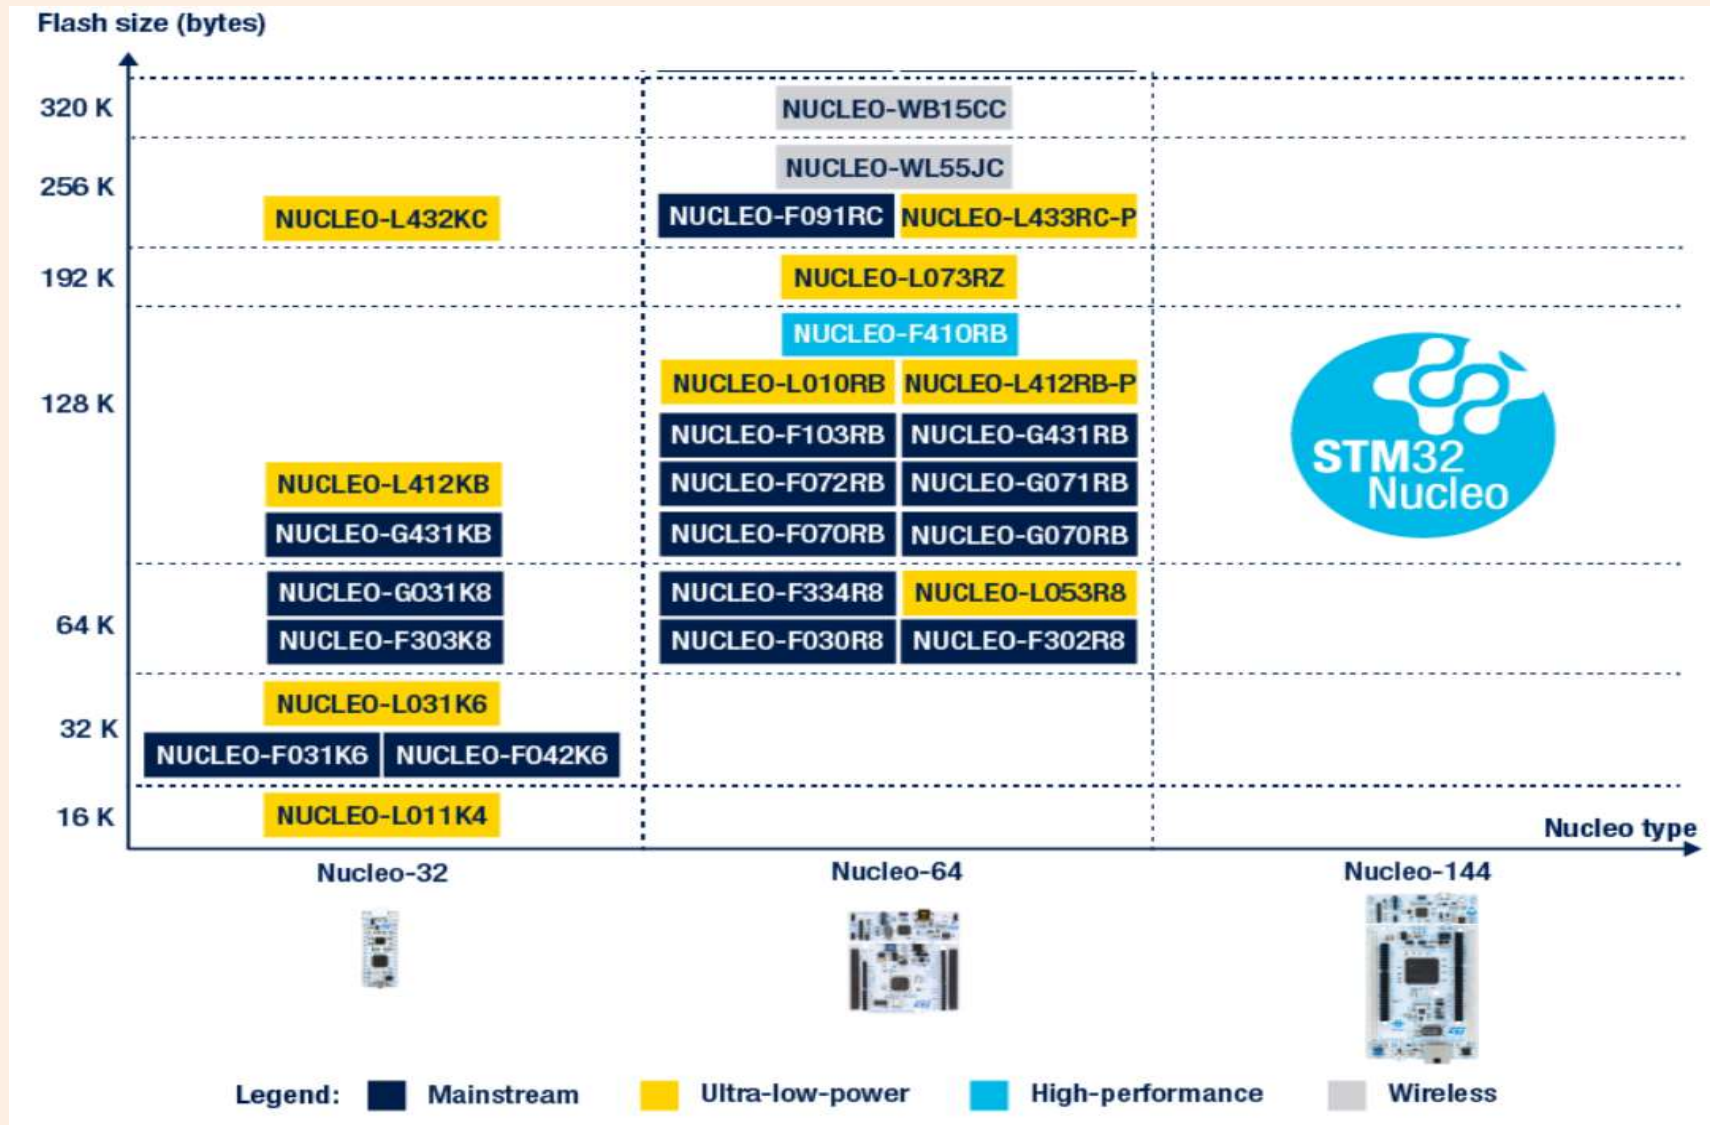 Flash size (bytes)
320 K
NUCLEO-WB15CC
256 K
NUCLEO-WL55JC
NUCLEO-L432KC
NUCLEO-F091RC NUCLEO-L433RC-P
192 K
NUCLEO-L073RZ
128 K
NUCLEO-F410RB
NUCLEO-L010RB NUCLEO-L412RB-P
NUCLEO-F103RB NUCLEO-G431RB
NUCLEO-L412KB NUCLEO-F072RB NUCLEO-G071RB
NUCLEO-G431KB NUCLEO-F070RB NUCLEO-G070RB
STM32
Nucleo
64 K
NUCLEO-G031K8 NUCLEO-F334R8 NUCLEO-L053R8
NUCLEO-F303K8 NUCLEO-F030R8 NUCLEO-F302R8
32 K
NUCLEO-L031K6
NUCLEO-F031K6 NUCLEO-F042K6
16 K
NUCLEO-L011K4
Nucleo type
Nucleo-32 Nucleo-64 Nucleo-144
Legend: Mainstream Ultra-low-power High-performance Wireless